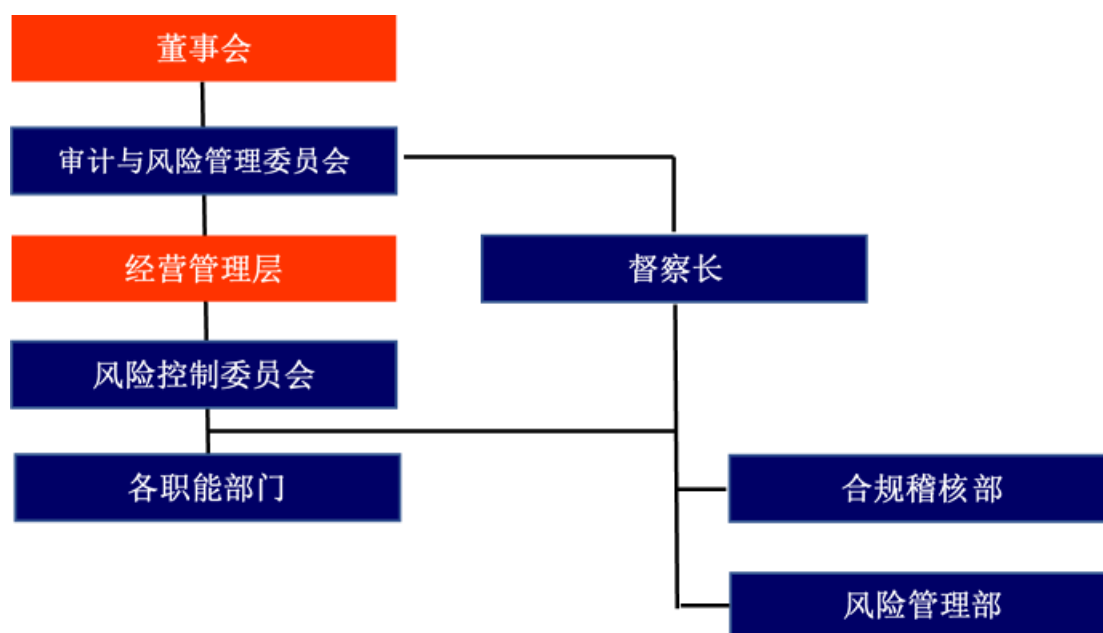 董事会
审计与风险管理委员会
经营管理层
督察长
风险控制委员会
各职能部门
合规稽核部
风险管理部